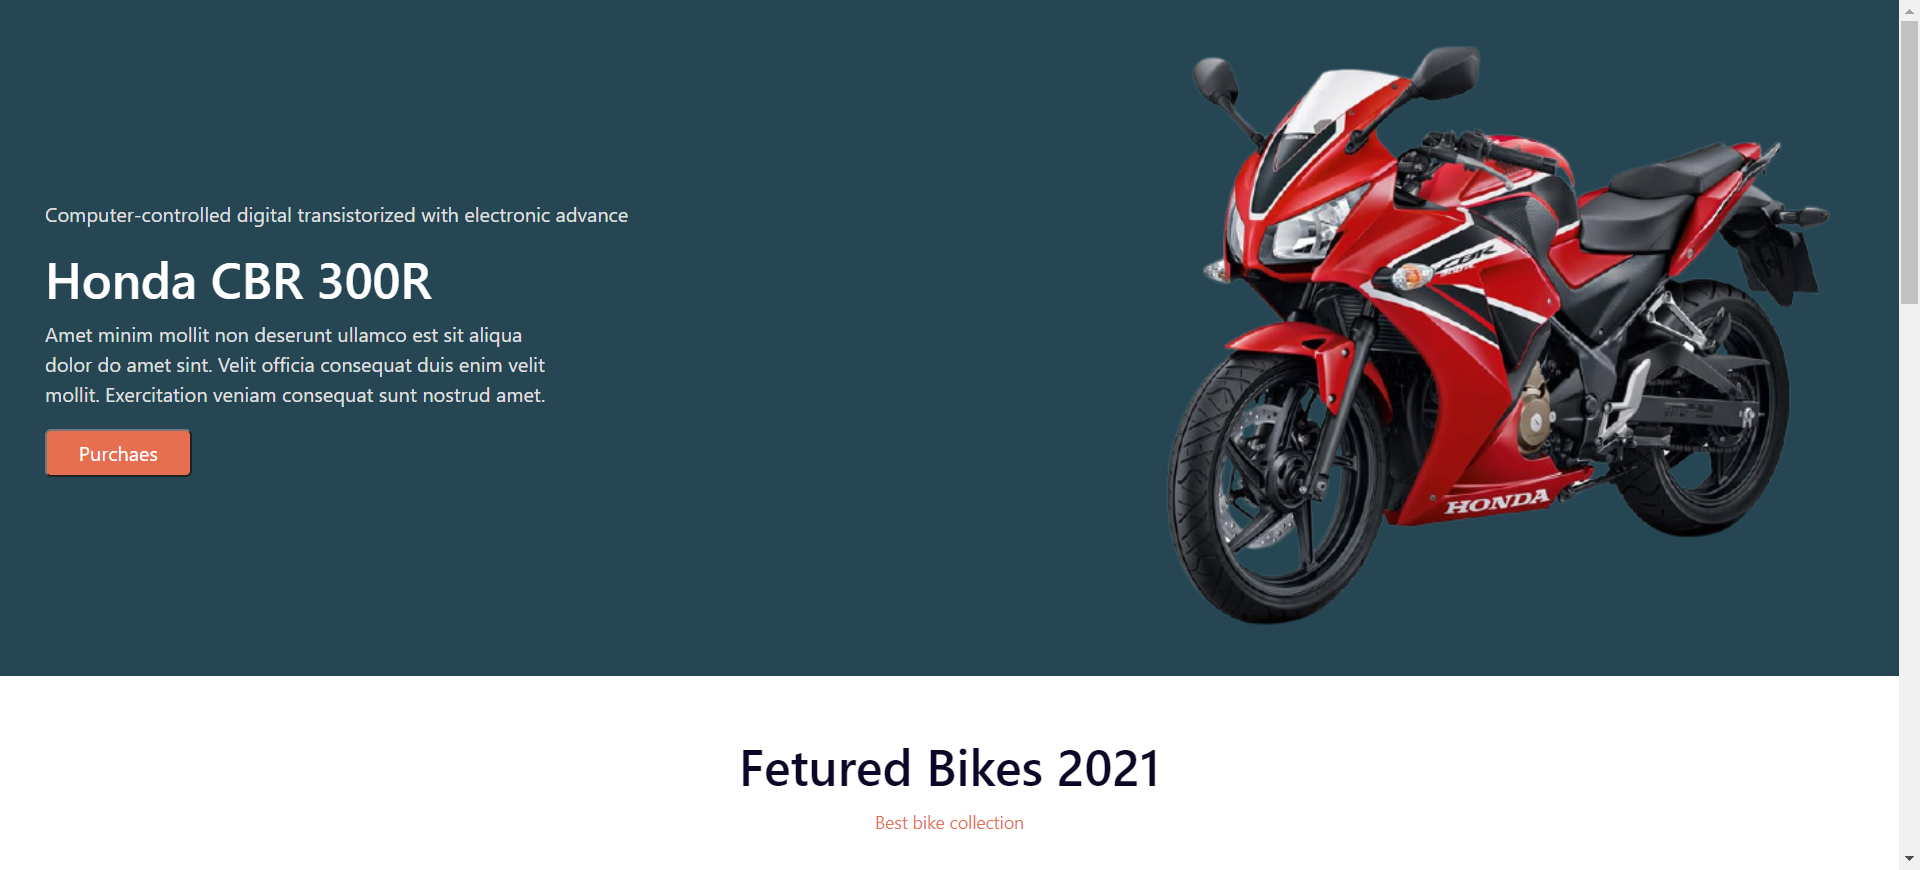 Computer-controlled digital transistorized with electronic advance
Honda CBR 300R
Amet minim mollit non deserunt ullamco est sit aliqua
dolor do amet sint. Velit officia consequat duis enim velit
mollit. Exercitation veniam consequat sunt nostrud amet.
Purchaes
HONDA
Fetured Bikes 2021
Best bike collection